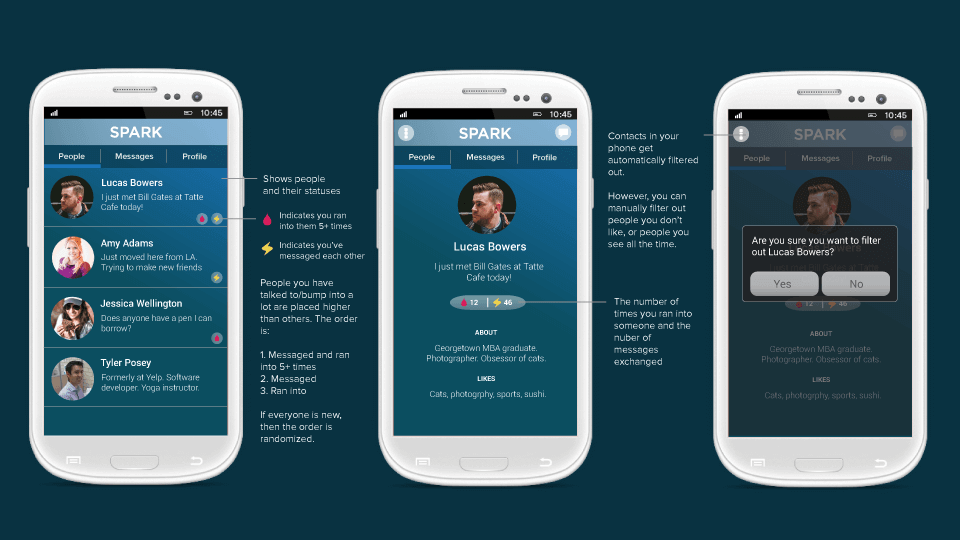 10:45
SPARK
People
Messages
Profile
Lucas Bowers
I just met Bill Gates at Tatte
Cafe today!
Amy Adams
Just moved here from LA.
Trying to make new friends
Jessica Wellington
Does anyone have a pen I can
borrow?
Tyler Posey
Formerly at Yelp. Software
developer. Yoga instructor.
Shows people
and their statuses
Indicates you ran
into them 5+ times
Indicates you've
messaged each other
People you have
talked to/bump into a
lot are placed higher
than others. The order
is:
1. Messaged and ran
into 5+ times
2. Messaged
3. Ran into
If everyone is new,
then the order is
randomized.
10:45
SPARK
People
Messages
Profile
Lucas Bowers
I just met Bill Gates at Tatte
Cafe today!
12
46
ABOUT
Georgetown MBA graduate.
Photographer. Obsessor of cats.
LIKES
Cats, photogrphy, sports, sushi.
Contacts in your
phone get
automatically filtered
out.
However, you can
manually filter out
people you don't
like, or people you
see all the time.
The number of
times you ran into
someone and the
nuber of
messages
exchanged
10:45
SPARK
People
Messages
Profile
Are you sure you want to filter
out Lucas Bowers?
Yes
No
12
46
ABOUT
Georgetown MBA graduate.
Photographer. Obsessor of cats.
LIKES
Cats, photogrphy, sports, sushi.